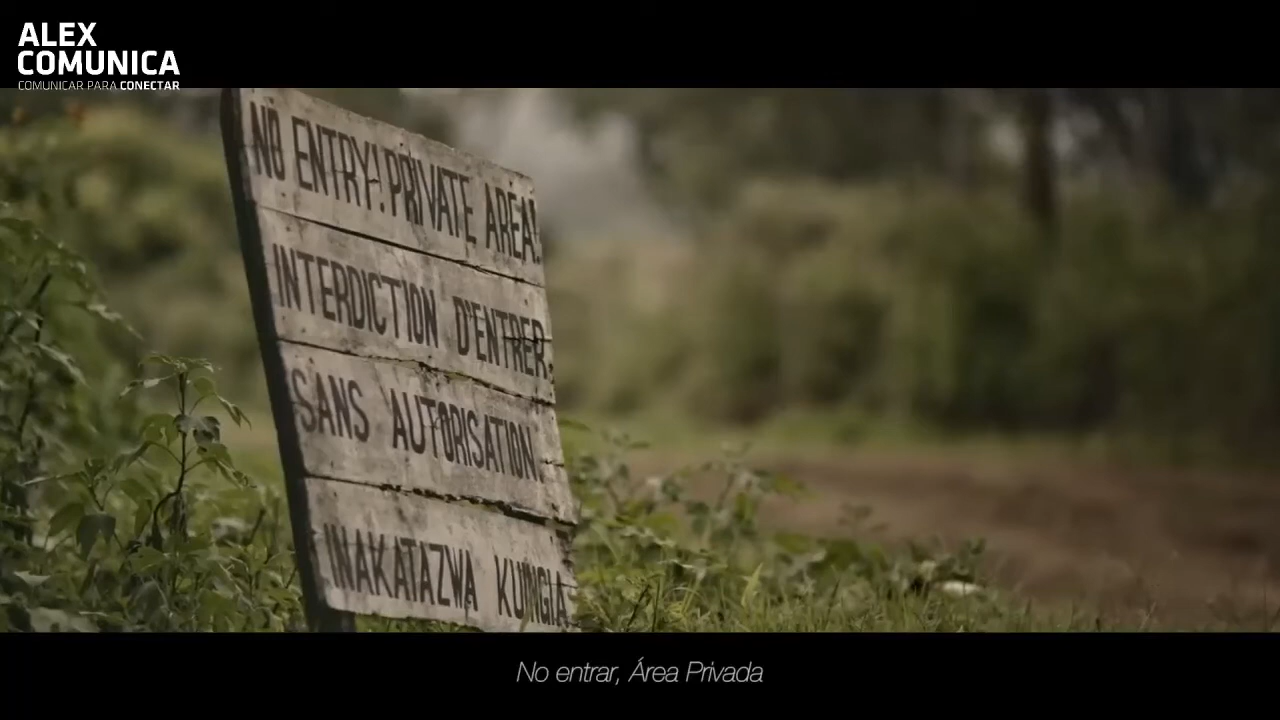 ALEX
COMUNICA
COMUNICAR PARA CONECTAR
NO ENTRY! PRIVATE AREA!
INTERDICTION D'ENTRER.
SANS AUTORISATION.
INAKATAZWA KUINGIA.
No entrar, Área Privada